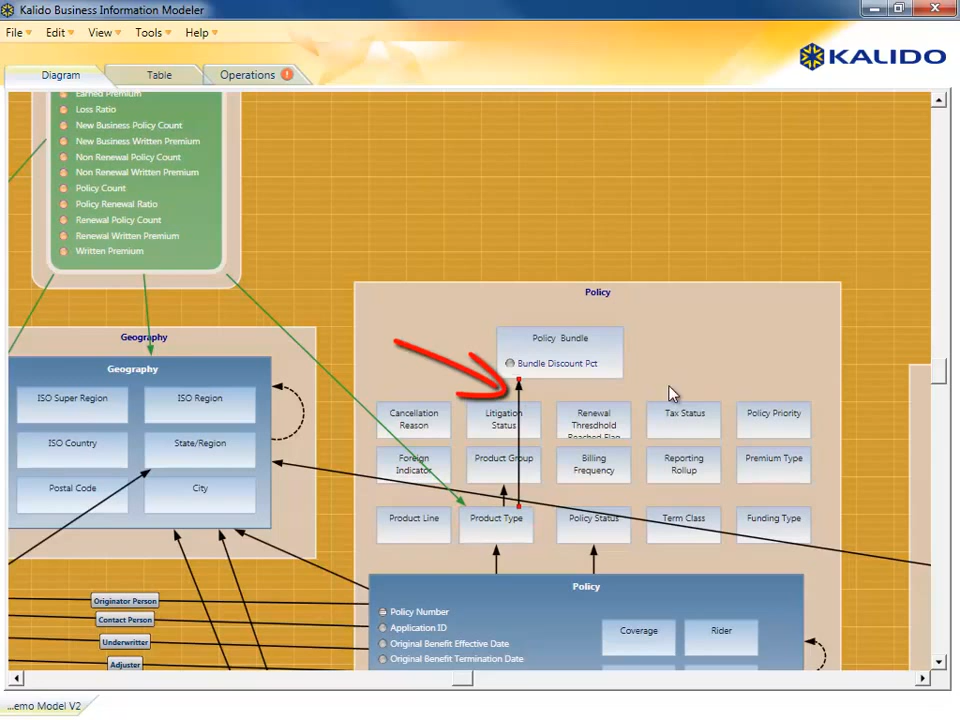 Kalido Business Information Modeler
File Edit View Tools Help
KALIDO
Diagram Table Operations
Earned Premium
Loss Ratio
New Business Policy Count
New Business Written Premium
Non Renewal Policy Count
Non Renewal Written Premium
Policy Count
Policy Renewal Ratio
Renewal Policy Count
Renewal Written Premium
Written Premium
Geography
Geography
ISO Super Region
ISO Region
ISO Country
State/Region
Postal Code
City
Originator Person
Contact Person
Underwritter
Adjuster
Policy
Policy Bundle
Bundle Discount Pct
Cancellation
Reason
Litigation
Status
Renewal
Thresdhold
Reached Flag
Tax Status
Policy Priority
Foreign
Indicator
Product Group
Billing
Frequency
Reporting
Rollup
Premium Type
Product Line
Product Type
Policy Status
Term Class
Funding Type
Policy
Policy Number
Application ID
Original Benefit Effective Date
Original Benefit Termination Date
Coverage
Rider
...emo Model V2